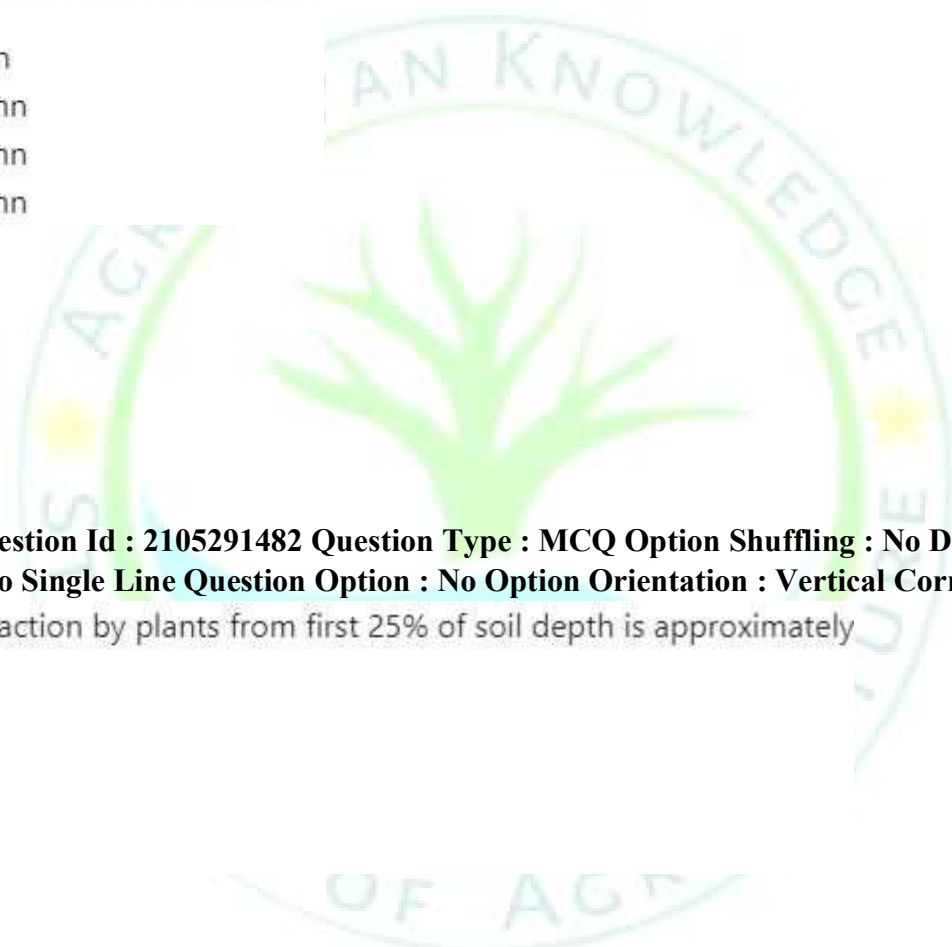 n
nn
nn
nn
AN KNOWLEDGE
estion Id : 2105291482 Question Type : MCQ Option Shuffling : No D
o Single Line Question Option : No Option Orientation : Vertical Corr
action by plants from first 25% of soil depth is approximately
OF AGR